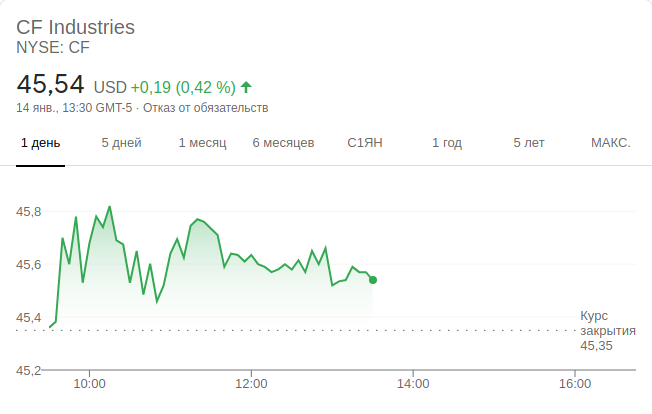 CF Industries
NYSE: CF
45,54 USD +0,19 (0,42 %)
14 янв., 13:30 GMT-5 · Отказ от обязательств
1 день 5 дней 1 месяц 6 месяцев С1ЯН 1 год 5 лет МАКС.
45,8
45,6
45,4
Курс
закрытия
45,35
45,2
10:00 12:00 14:00 16:00